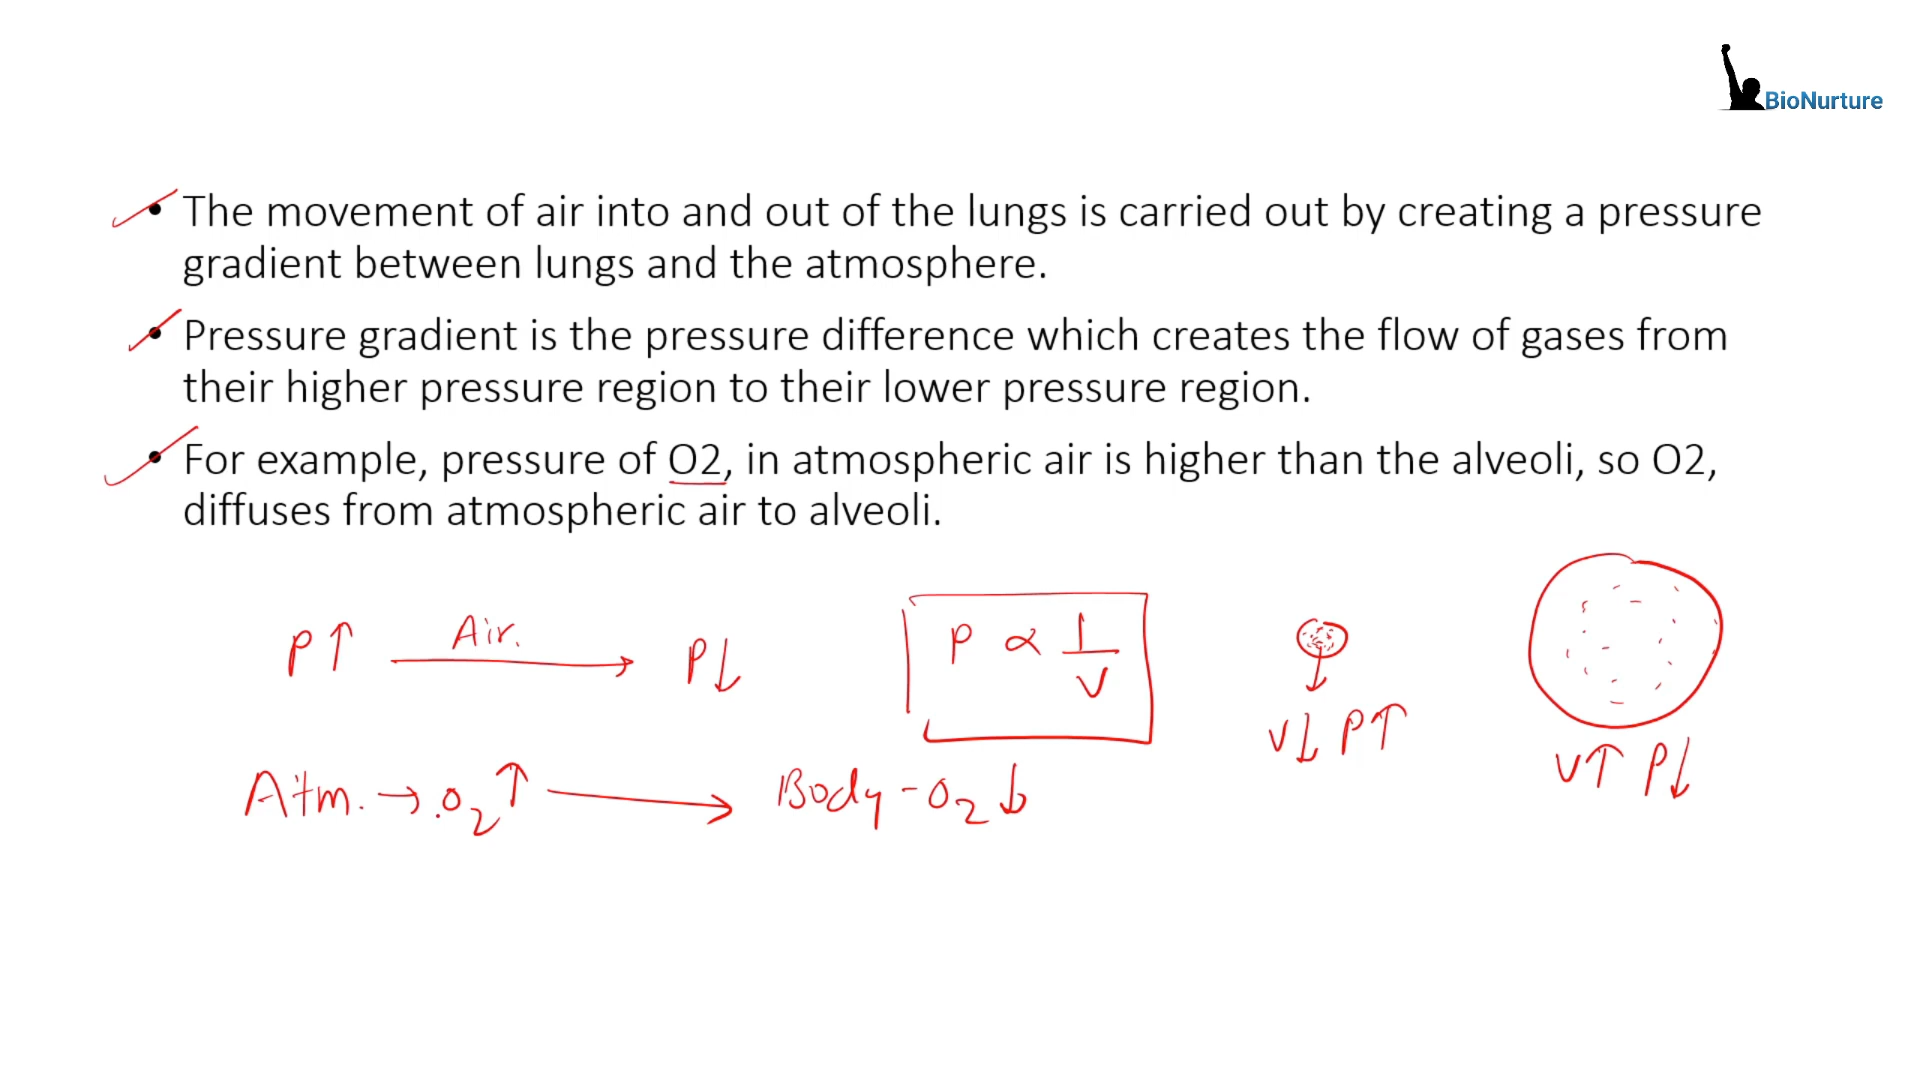 BioNurture
• The movement of air into and out of the lungs is carried out by creating a pressure
gradient between lungs and the atmosphere.
• Pressure gradient is the pressure difference which creates the flow of gases from
their higher pressure region to their lower pressure region.
• For example, pressure of O2, in atmospheric air is higher than the alveoli, so O2,
diffuses from atmospheric air to alveoli.
P↑ Air. → P↓
P ∝ 1/V
V↓ P↑
V↑ P↓
Atm. → O₂ ↑ → Body - O₂ ↓